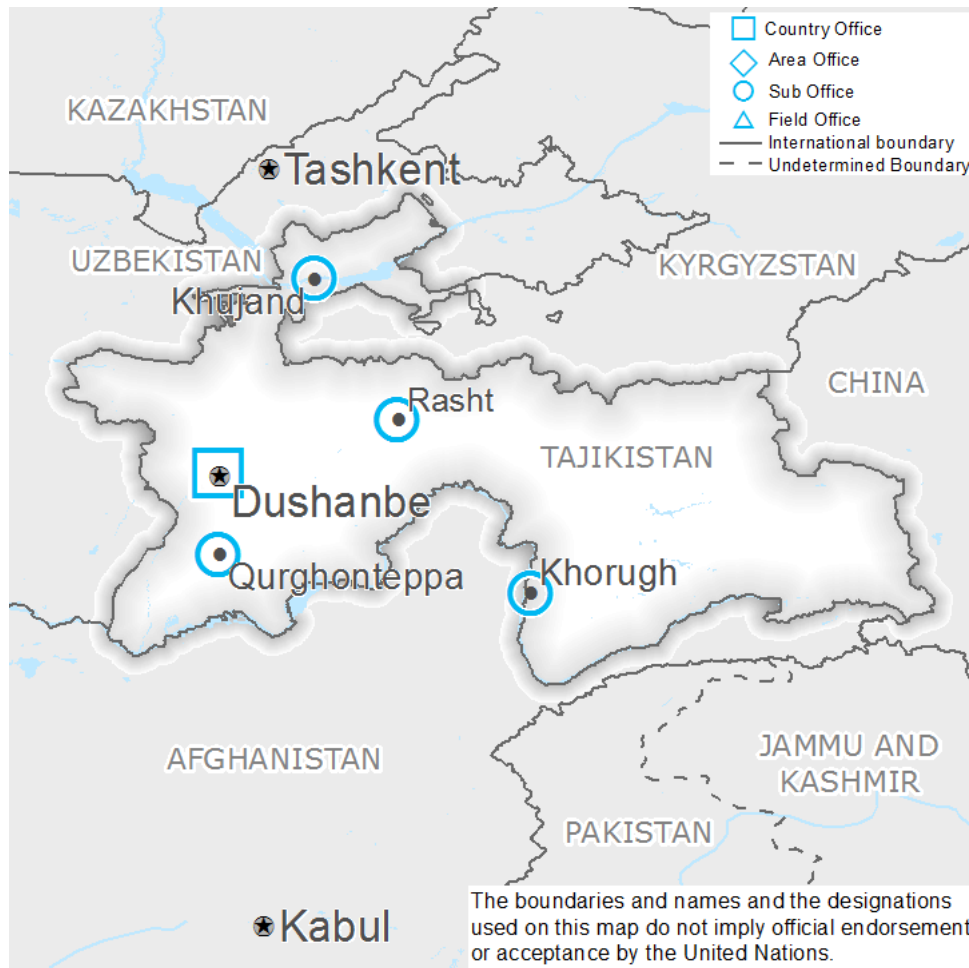 Country Office
Area Office
Sub Office
Field Office
International boundary
Undetermined Boundary
KAZAKHSTAN
Tashkent
UZBEKISTAN
KYRGYZSTAN
Khujand
CHINA
Rasht
TAJIKISTAN
Dushanbe
Qurghonteppa
Khorugh
AFGHANISTAN
JAMMU AND
KASHMIR
PAKISTAN
Kabul
The boundaries and names and the designations
used on this map do not imply official endorsement
or acceptance by the United Nations.